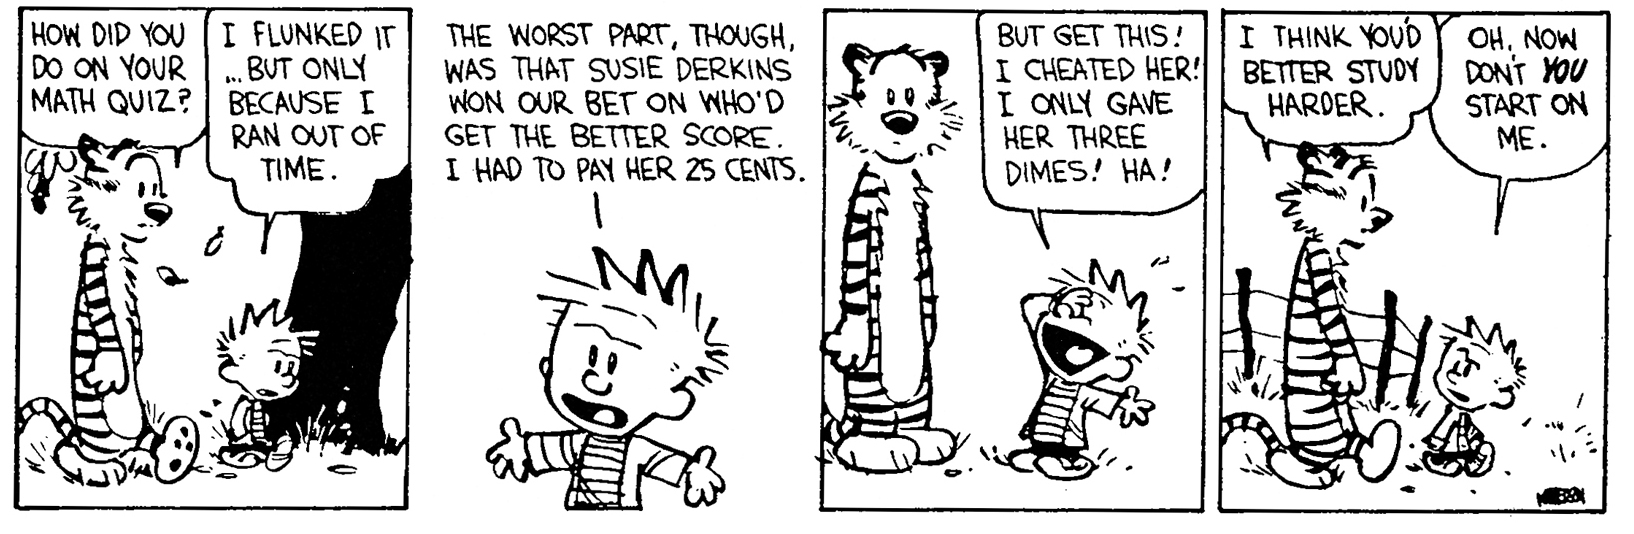 HOW DID YOU
DO ON YOUR
MATH QUIZ?
I FLUNKED IT
...BUT ONLY
BECAUSE I
RAN OUT OF
TIME.
THE WORST PART, THOUGH,
WAS THAT SUSIE DERKINS
WON OUR BET ON WHO'D
GET THE BETTER SCORE.
I HAD TO PAY HER 25 CENTS.
BUT GET THIS!
I CHEATED HER!
I ONLY GAVE
HER THREE
DIMES! HA!
I THINK YOU'D
BETTER STUDY
HARDER.
OH, NOW
DON'T YOU
START ON
ME.